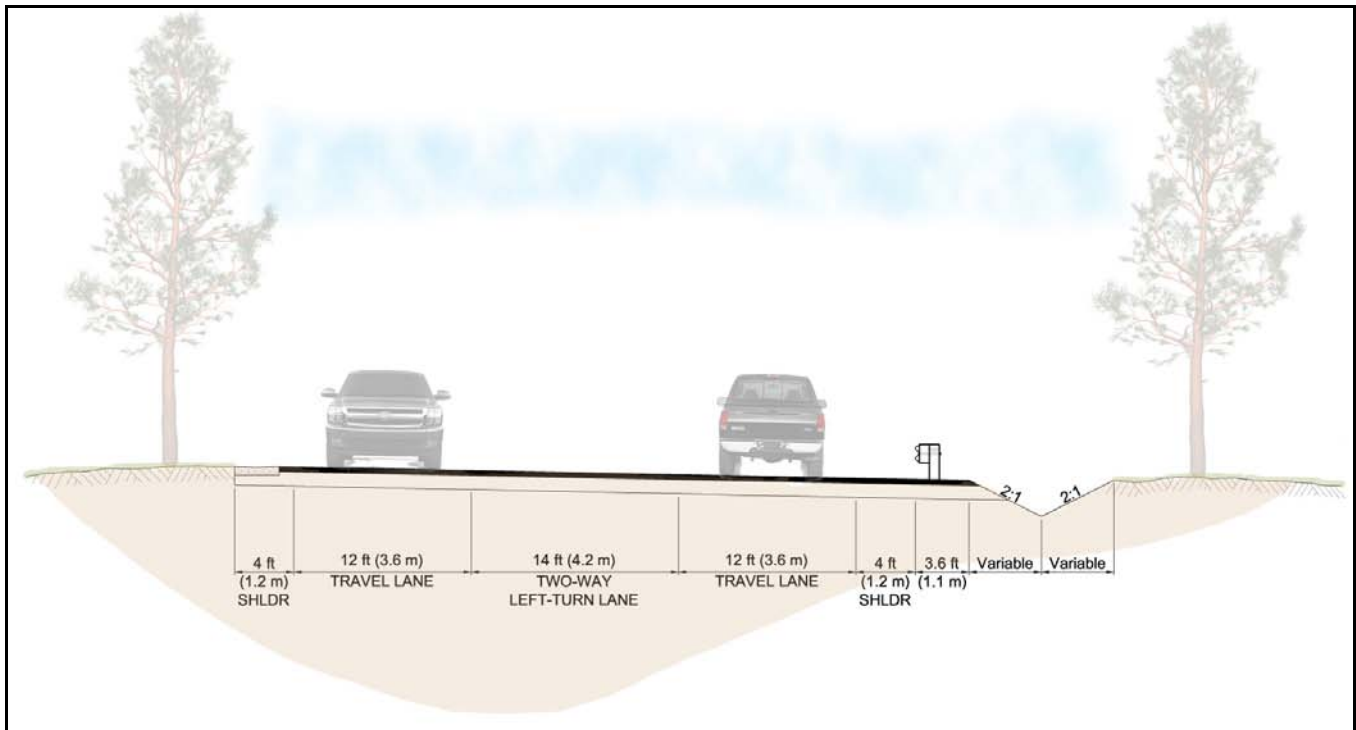 2:1
2:1
4 ft
(1.2 m)
SHLDR
12 ft (3.6 m)
TRAVEL LANE
14 ft (4.2 m)
TWO-WAY
LEFT-TURN LANE
12 ft (3.6 m)
TRAVEL LANE
4 ft
(1.2 m)
SHLDR
3.6 ft
(1.1 m)
Variable
Variable